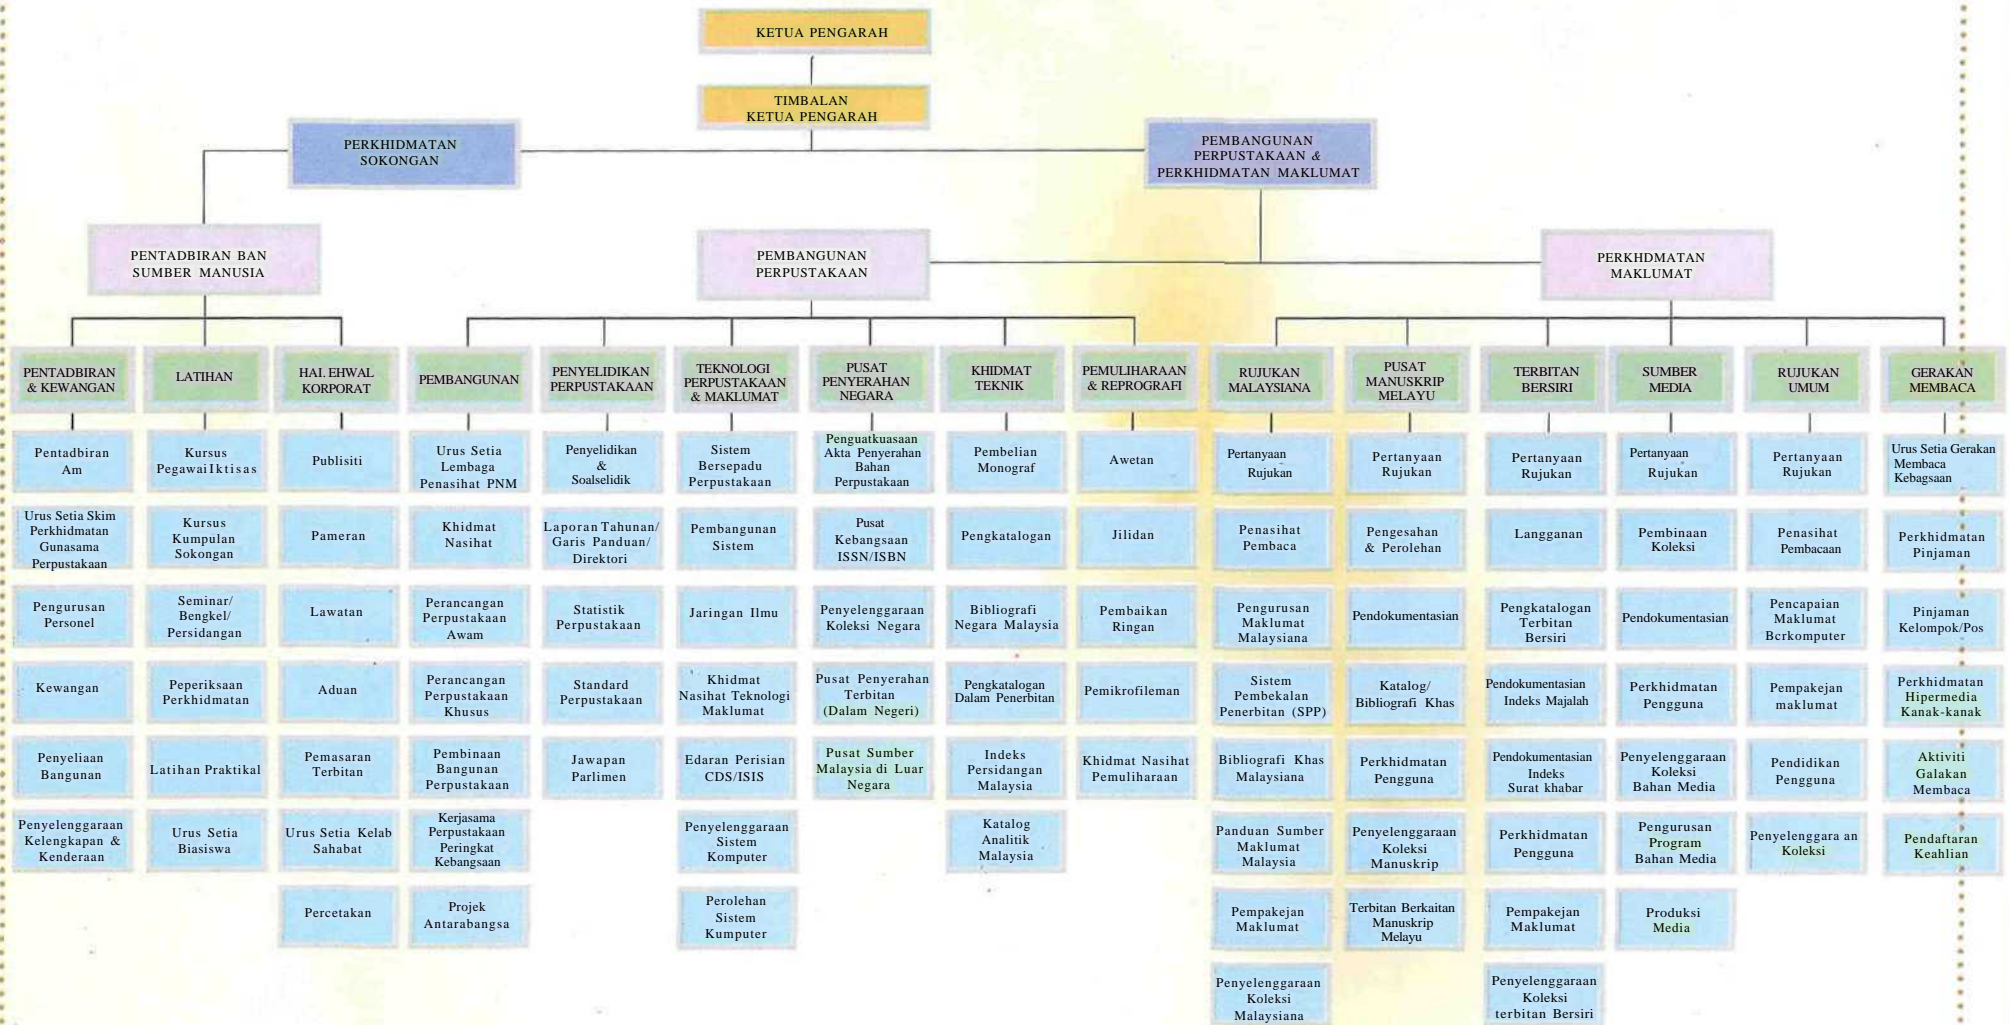 KETUA PENGARAH
TIMBALAN
KETUA PENGARAH
PERKHIDMATAN
SOKONGAN
PEMBANGUNAN
PERPUSTAKAAN &
PERKHIDMATAN MAKLUMAT
PENTADBIRAN BAN
SUMBER MANUSIA
PEMBANGUNAN
PERPUSTAKAAN
PERKHDMATAN
MAKLUMAT
PENTADBIRAN
& KEWANGAN
LATIHAN
HAI. EHWAL
KORPORAT
PEMBANGUNAN
PENYELIDIKAN
PERPUSTAKAAN
TEKNOLOGI
PERPUSTAKAAN
& MAKLUMAT
PUSAT
PENYERAHAN
NEGARA
KHIDMAT
TEKNIK
PEMULIHARAAN
& REPROGRAFI
RUJUKAN
MALAYSIANA
PUSAT
MANUSKRIP
MELAYU
TERBITAN
BERSIRI
SUMBER
MEDIA
RUJUKAN
UMUM
GERAKAN
MEMBACA
Pentadbiran
Am
Urus Setia Skim
Perkhidmatan
Gunasama
Perpustakaan
Pengurusan
Personel
Kewangan
Penyeliaan
Bangunan
Penyelenggaraan
Kelengkapan &
Kenderaan
Kursus
PegawaiIktisas
Kursus
Kumpulan
Sokongan
Seminar/
Bengkel/
Persidangan
Peperiksaan
Perkhidmatan
Latihan Praktikal
Urus Setia
Biasiswa
Publisiti
Pameran
Lawatan
Aduan
Pemasaran
Terbitan
Urus Setia Kelab
Sahabat
Percetakan
Urus Setia
Lembaga
Penasihat PNM
Khidmat
Nasihat
Perancangan
Perpustakaan
Awam
Perancangan
Perpustakaan
Khusus
Pembinaan
Bangunan
Perpustakaan
Kerjasama
Perpustakaan
Peringkat
Kebangsaan
Projek
Antarabangsa
Penyelidikan
&
Soalselidik
Laporan Tahunan/
Garis Panduan/
Direktori
Statistik
Perpustakaan
Standard
Perpustakaan
Jawapan
Parlimen
Sistem
Bersepadu
Perpustakaan
Pembangunan
Sistem
Jaringan Ilmu
Khidmat
Nasihat Teknologi
Maklumat
Edaran Perisian
CDS/ISIS
Penyelenggaraan
Sistem
Komputer
Perolehan
Sistem
Kumputer
Penguatkuasaan
Akta Penyerahan
Bahan
Perpustakaan
Pusat
Kebangsaan
ISSN/ISBN
Penyelenggaraan
Koleksi Negara
Pusat Penyerahan
Terbitan
(Dalam Negeri)
Pusat Sumber
Malaysia di Luar
Negara
Pembelian
Monograf
Pengkatalogan
Bibliografi
Negara Malaysia
Pengkatalogan
Dalam Penerbitan
Indeks
Persidangan
Malaysia
Katalog
Analitik
Malaysia
Awetan
Jilidan
Pembaikan
Ringan
Pemikrofileman
Khidmat Nasihat
Pemuliharaan
Pertanyaan
Rujukan
Penasihat
Pembaca
Pengurusan
Maklumat
Malaysiana
Sistem
Pembekalan
Penerbitan (SPP)
Bibliografi Khas
Malaysiana
Panduan Sumber
Maklumat
Malaysia
Pempakejan
Maklumat
Penyelenggaraan
Koleksi
Malaysiana
Pertanyaan
Rujukan
Pengesahan
& Perolehan
Pendokumentasian
Katalog/
Bibliografi Khas
Perkhidmatan
Pengguna
Penyelenggaraan
Koleksi
Manuskrip
Terbitan Berkaitan
Manuskrip
Melayu
Pertanyaan
Rujukan
Langganan
Pengkatalogan
Terbitan
Bersiri
Pendokumentasian
Indeks Majalah
Pendokumentasian
Indeks
Surat khabar
Perkhidmatan
Pengguna
Pempakejan
Maklumat
Penyelenggaraan
Koleksi
terbitan Bersiri
Pertanyaan
Rujukan
Pembinaan
Koleksi
Pendokumentasian
Perkhidmatan
Pengguna
Penyelenggaraan
Koleksi
Bahan Media
Pengurusan
Program
Bahan Media
Produksi
Media
Pertanyaan
Rujukan
Penasihat
Pembacaan
Pencapaian
Maklumat
Bcrkomputer
Pempakejan
maklumat
Pendidikan
Pengguna
Penyelenggara an
Koleksi
Urus Setia Gerakan
Membaca
Kebagsaan
Perkhidmatan
Pinjaman
Pinjaman
Kelompok/Pos
Perkhidmatan
Hipermedia
Kanak-kanak
Aktiviti
Galakan
Membaca
Pendaftaran
Keahlian